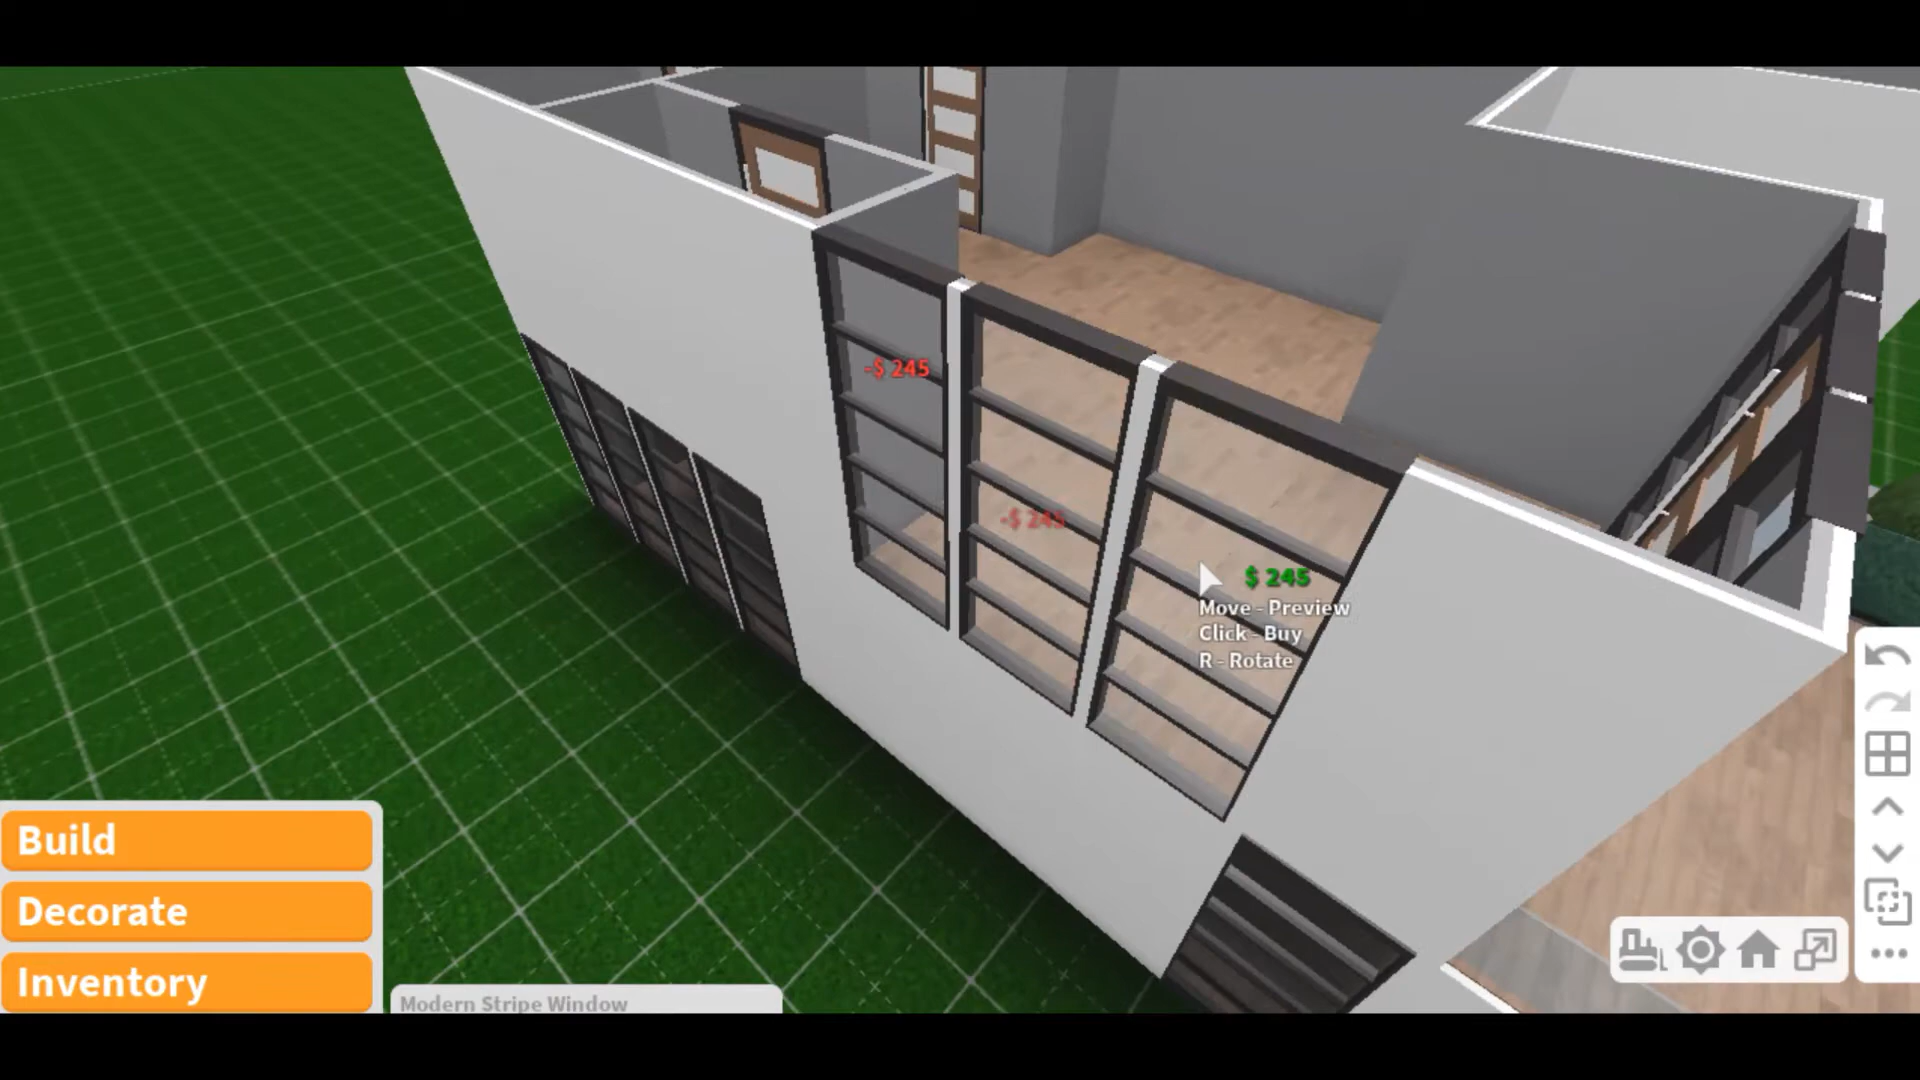 -$ 245
-$ 245
$ 245
Move - Preview
Click - Buy
R - Rotate
Build
Decorate
Inventory
Modern Stripe Window